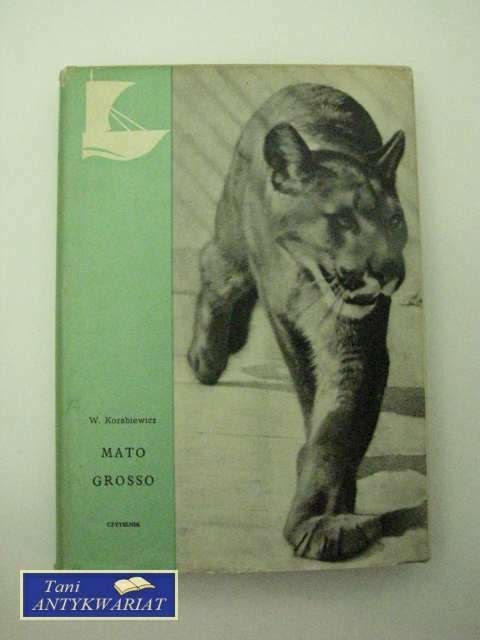 W. Korabiewicz
MATO
GROSSO
CZYTELNIK
Tani
ANTYKWARIAT